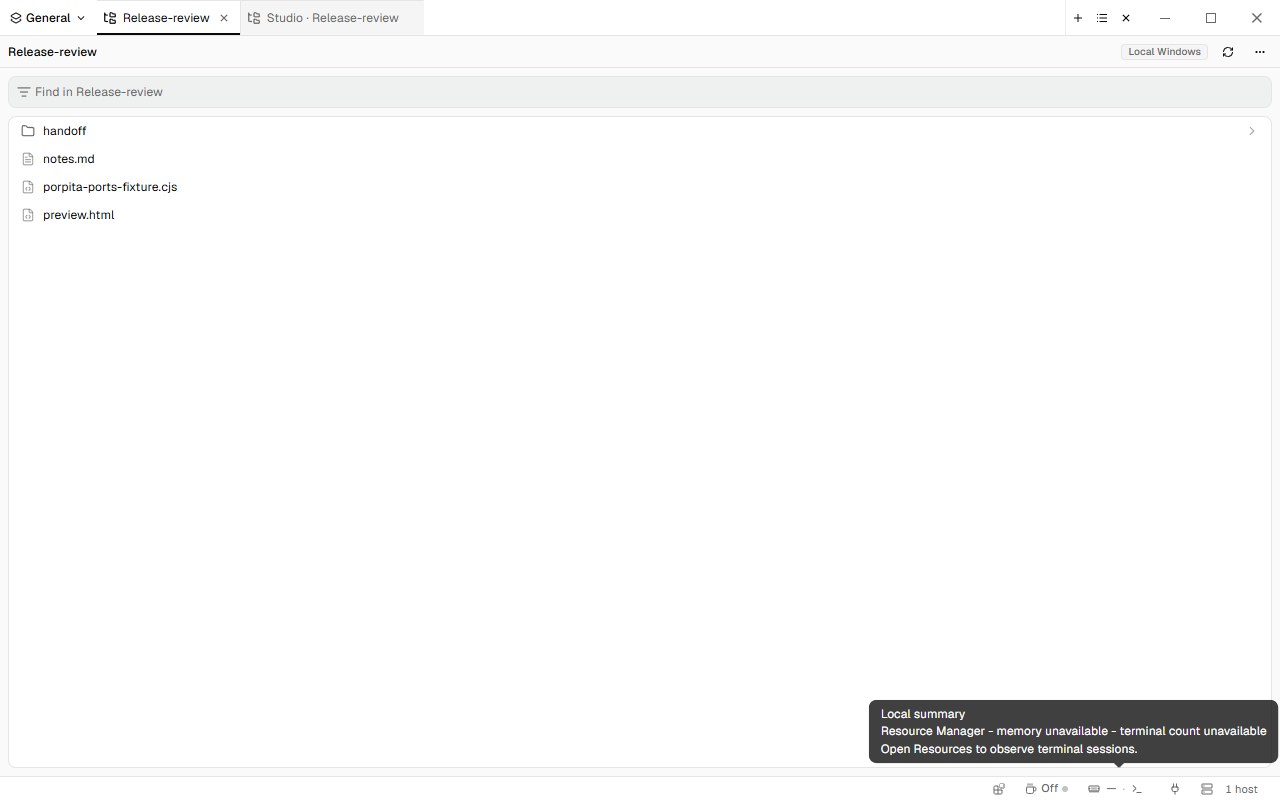 General
Release-review
Studio · Release-review
Release-review
Local Windows
Find in Release-review
handoff
notes.md
porpita-ports-fixture.cjs
preview.html
Local summary
Resource Manager - memory unavailable - terminal count unavailable
Open Resources to observe terminal sessions.
Off
— ·
1 host